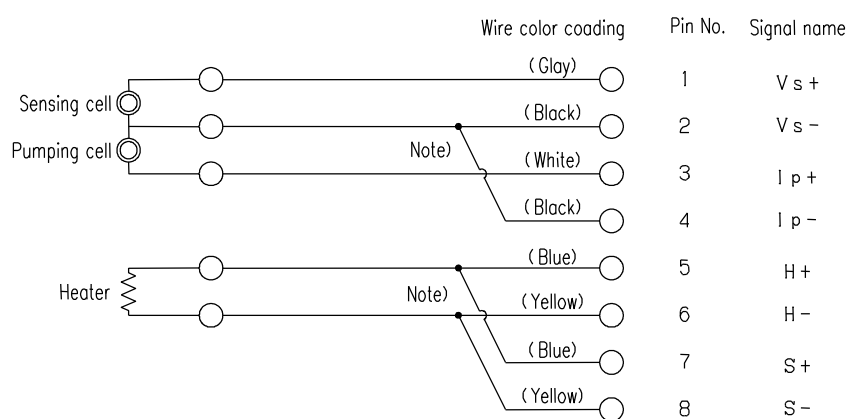 Wire color coading Pin No. Signal name
(Glay) 1 Vs+
Sensing cell
(Black) 2 Vs-
Pumping cell
Note)
(White) 3 Ip+
(Black) 4 Ip-
(Blue) 5 H+
Heater
Note)
(Yellow) 6 H-
(Blue) 7 S+
(Yellow) 8 S-